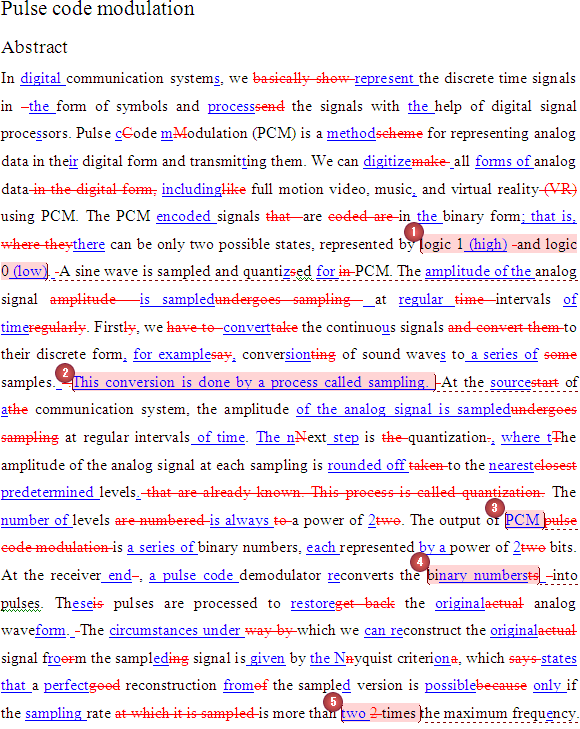 Pulse code modulation
Abstract
In digital communication systems, we basically show represent the discrete time signals
in the form of symbols and processsend the signals with the help of digital signal
processors. Pulse cCode mModulation (PCM) is a methodscheme for representing analog
data in their digital form and transmitting them. We can digitizemake all forms of analog
data in the digital form, includinglike full motion video, music, and virtual reality (VR)
using PCM. The PCM encoded signals that are coded are in the binary form; that is,
where theythere can be only two possible states, represented by 1 logic 1 (high) and logic
0 (low). A sine wave is sampled and quantizsed for in PCM. The amplitude of the analog
signal amplitude is sampledundergoes sampling at regular time intervals of
timeregularly. Firstly, we have to converttake the continuous signals and convert them to
their discrete form, for examplesay, conversionting of sound waves to a series of some
samples. 2 This conversion is done by a process called sampling. At the sourcestart of
athe communication system, the amplitude of the analog signal is sampledundergoes
sampling at regular intervals of time. The nNext step is the quantization, where tThe
amplitude of the analog signal at each sampling is rounded off taken to the nearestclosest
predetermined levels. that are already known. This process is called quantization. The
number of levels are numbered is always to a power of 2two. The output of 3 PCM pulse
code modulation is a series of binary numbers, each represented by a power of 2two bits.
At the receiver end, a pulse code demodulator reconverts the 4 binary numbersts into
pulses. Theseis pulses are processed to restoreget back the originalactual analog
waveform. The circumstances under way by which we can reconstruct the originalactual
signal froorm the sampleding signal is given by the Nnyquist criteriona, which says states
that a perfectgood reconstruction fromof the sampled version is possiblebecause only if
the sampling rate at which it is sampled is more than 5 two 2 times the maximum frequency.